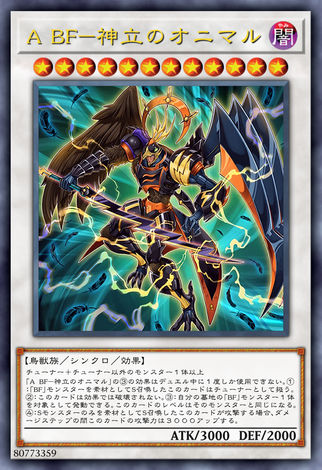 A BF－神立のオニマル
やみ
闇
【鳥獣族／シンクロ／効果】
チューナー＋チューナー以外のモンスター１体以上
「A BF－神立のオニマル」の③の効果はデュエル中に１度しか使用できない。①
：「BF」モンスターを素材としてS召喚したこのカードはチューナーとして扱う。
②：このカードは効果では破壊されない。③：自分の墓地の「BF」モンスター１体
を対象として発動できる。このカードのレベルはそのモンスターと同じになる。
④：Sモンスターのみを素材としてS召喚したこのカードが攻撃する場合、ダメ
ージステップの間このカードの攻撃力は３０００アップする。
ATK/3000 DEF/2000
80773359